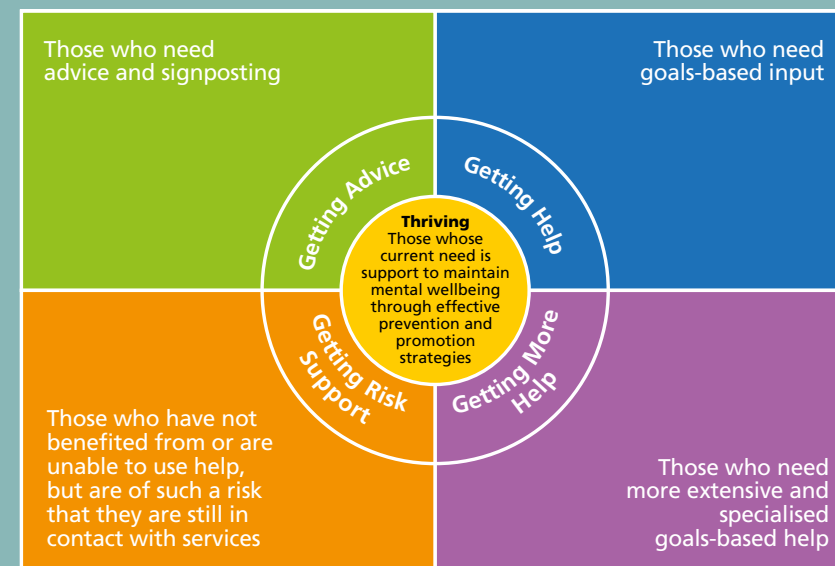 Those who need
advice and signposting
Those who need
goals-based input
Getting Advice
Getting Help
Thriving
Those whose
current need is
support to maintain
mental wellbeing
through effective
prevention and
promotion
strategies
Getting Risk
Support
Getting More
Help
Those who have not
benefited from or are
unable to use help,
but are of such a risk
that they are still in
contact with services
Those who need
more extensive and
specialised
goals-based help